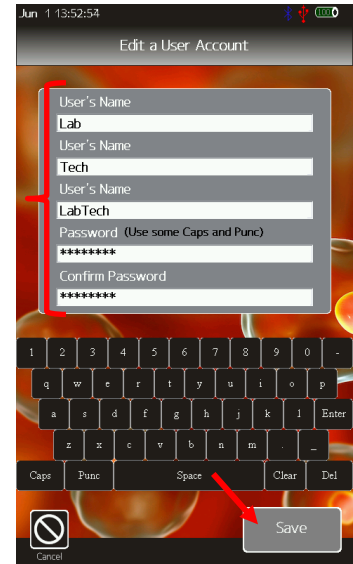 Jun 1 13:52:54 100
Edit a User Account
User's Name
Lab
User's Name
Tech
User's Name
LabTech
Password (Use some Caps and Punc)
********
Confirm Password
********
1 2 3 4 5 6 7 8 9 0 -
q w e r t y u i o p
a s d f g h j k l Enter
z x c v b n m . _
Caps Punc Space Clear Del
Save
Cancel